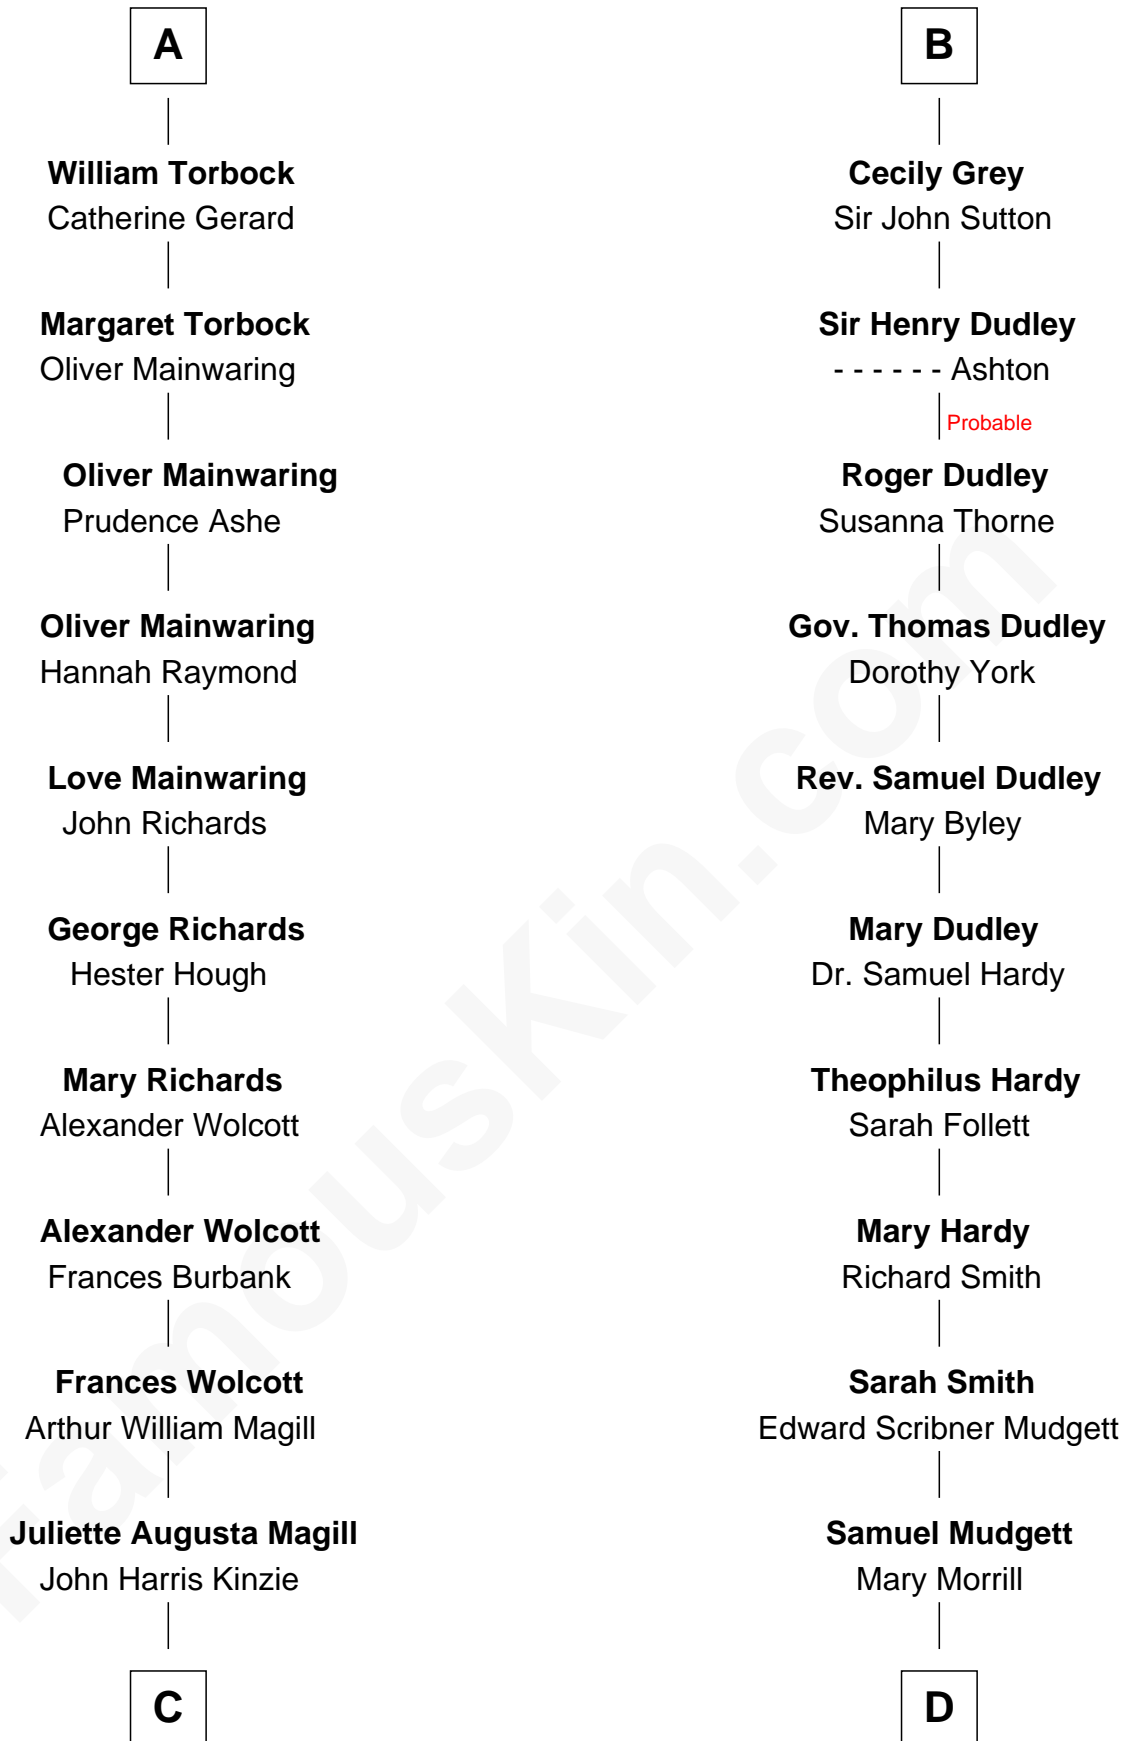 A
William Torbock
Catherine Gerard
Margaret Torbock
Oliver Mainwaring
Oliver Mainwaring
Prudence Ashe
Oliver Mainwaring
Hannah Raymond
Love Mainwaring
John Richards
George Richards
Hester Hough
Mary Richards
Alexander Wolcott
Alexander Wolcott
Frances Burbank
Frances Wolcott
Arthur William Magill
Juliette Augusta Magill
John Harris Kinzie
C
B
Cecily Grey
Sir John Sutton
Sir Henry Dudley
- - - - - - Ashton
Probable
Roger Dudley
Susanna Thorne
Gov. Thomas Dudley
Dorothy York
Rev. Samuel Dudley
Mary Byley
Mary Dudley
Dr. Samuel Hardy
Theophilus Hardy
Sarah Follett
Mary Hardy
Richard Smith
Sarah Smith
Edward Scribner Mudgett
Samuel Mudgett
Mary Morrill
D
FamousKin.com